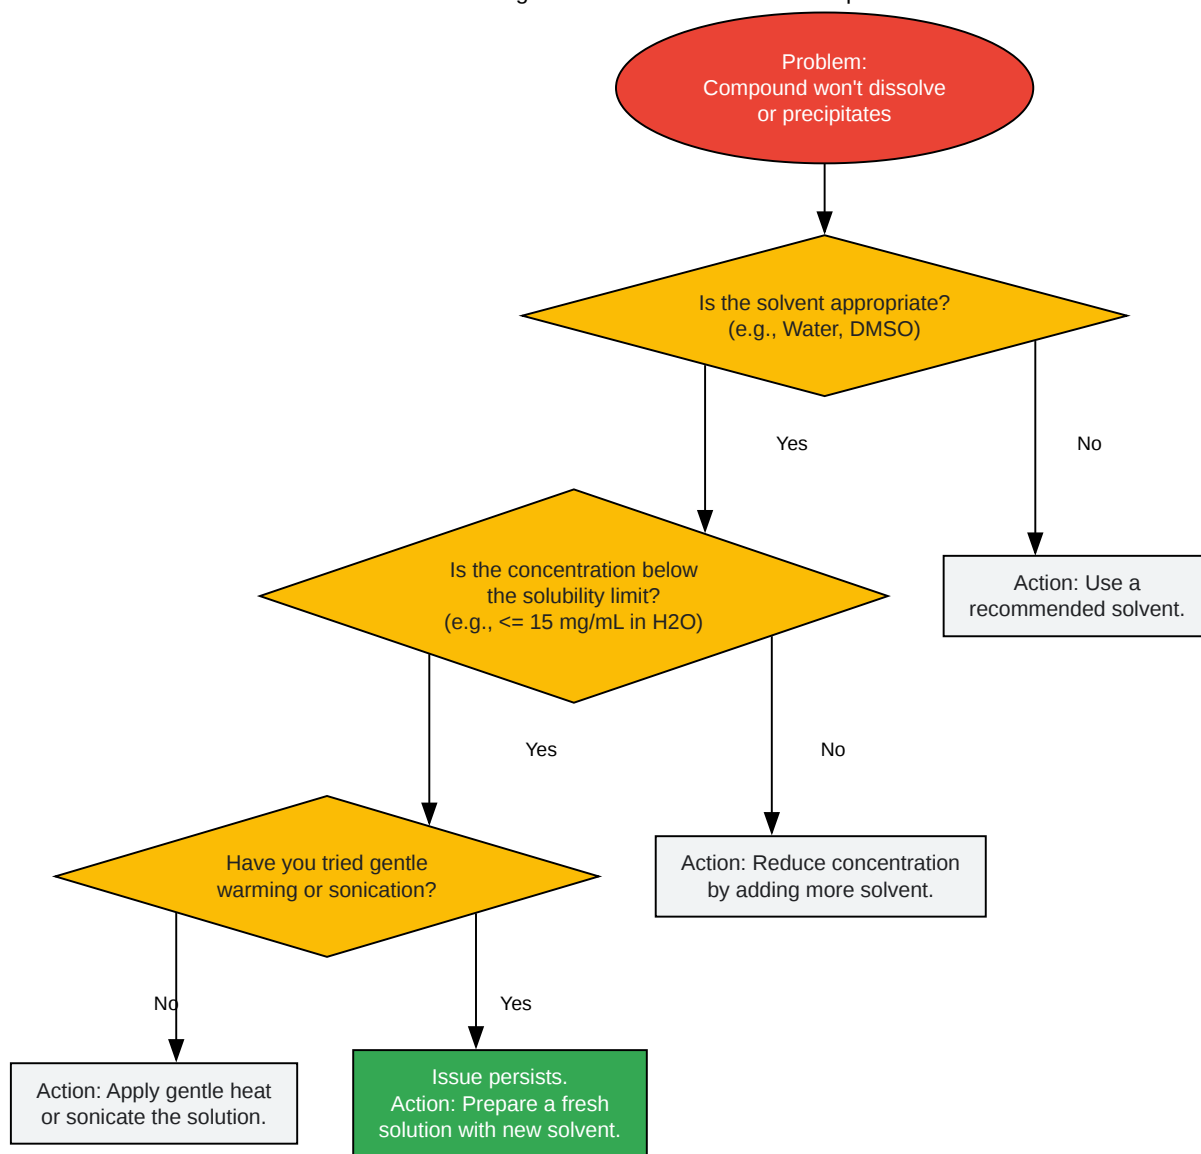 Problem:
Compound won't dissolve
or precipitates
Is the solvent appropriate?
(e.g., Water, DMSO)
Yes
No
Is the concentration below
the solubility limit?
(e.g., <= 15 mg/mL in H2O)
Action: Use a
recommended solvent.
Yes
No
Have you tried gentle
warming or sonication?
Action: Reduce concentration
by adding more solvent.
No
Yes
Action: Apply gentle heat
or sonicate the solution.
Issue persists.
Action: Prepare a fresh
solution with new solvent.